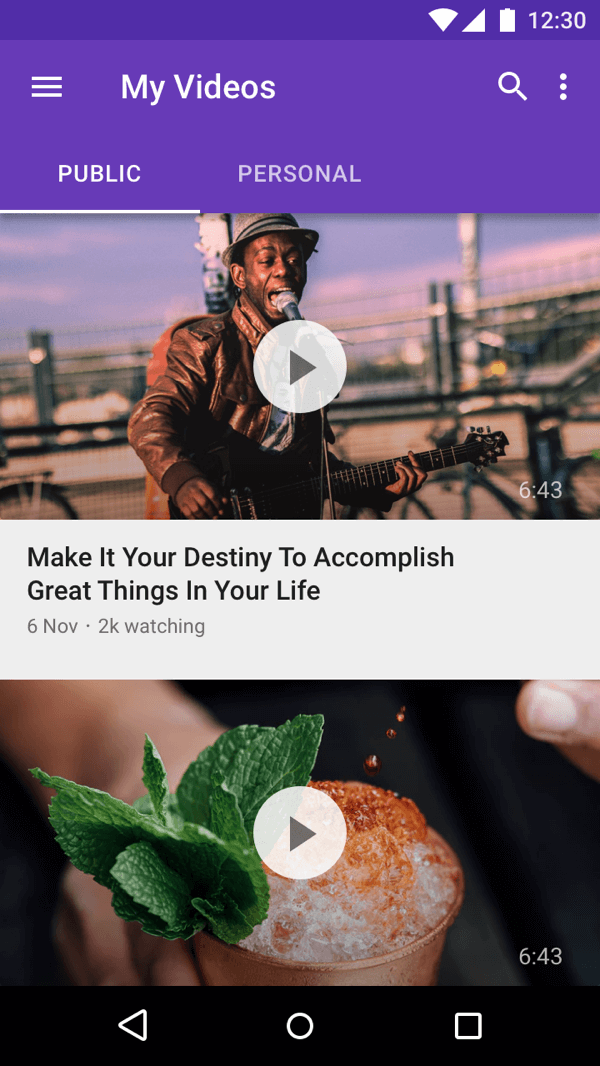 12:30
My Videos
PUBLIC PERSONAL
6:43
Make It Your Destiny To Accomplish
Great Things In Your Life
6 Nov · 2k watching
6:43